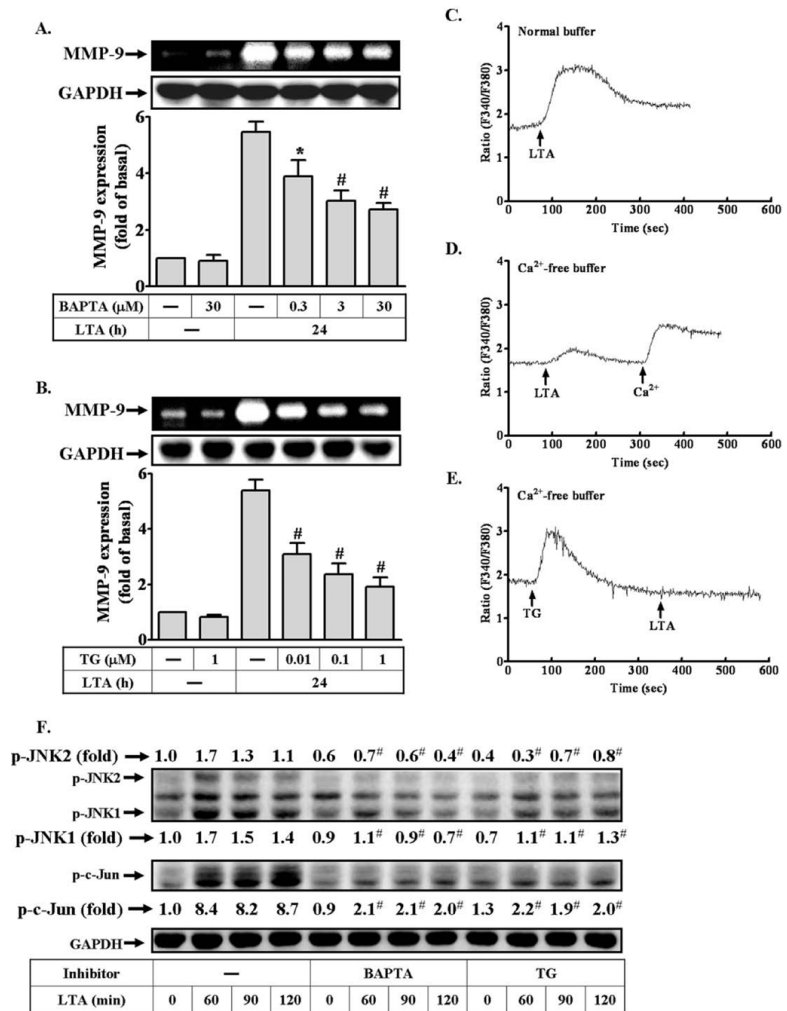 A.
MMP-9
GAPDH
MMP-9 expression
(fold of basal)
6
4
2
0
*
#
#
BAPTA (μM) — 30 — 0.3 3 30
LTA (h) — 24
B.
MMP-9
GAPDH
MMP-9 expression
(fold of basal)
6
4
2
0
#
#
#
TG (μM) — 1 — 0.01 0.1 1
LTA (h) — 24
C.
Normal buffer
Ratio (F340/F380)
4
3
2
1
LTA
0 100 200 300 400 500 600
Time (sec)
D.
Ca²⁺-free buffer
Ratio (F340/F380)
4
3
2
1
LTA
Ca²⁺
0 100 200 300 400 500 600
Time (sec)
E.
Ca²⁺-free buffer
Ratio (F340/F380)
4
3
2
1
0
TG
LTA
0 100 200 300 400 500 600
Time (sec)
F.
p-JNK2 (fold) 1.0 1.7 1.3 1.1 0.6 0.7# 0.6# 0.4# 0.4 0.3# 0.7# 0.8#
p-JNK2
p-JNK1
p-JNK1 (fold) 1.0 1.7 1.5 1.4 0.9 1.1# 0.9# 0.7# 0.7 1.1# 1.1# 1.3#
p-c-Jun
p-c-Jun (fold) 1.0 8.4 8.2 8.7 0.9 2.1# 2.1# 2.0# 1.3 2.2# 1.9# 2.0#
GAPDH
Inhibitor — BAPTA TG
LTA (min) 0 60 90 120 0 60 90 120 0 60 90 120